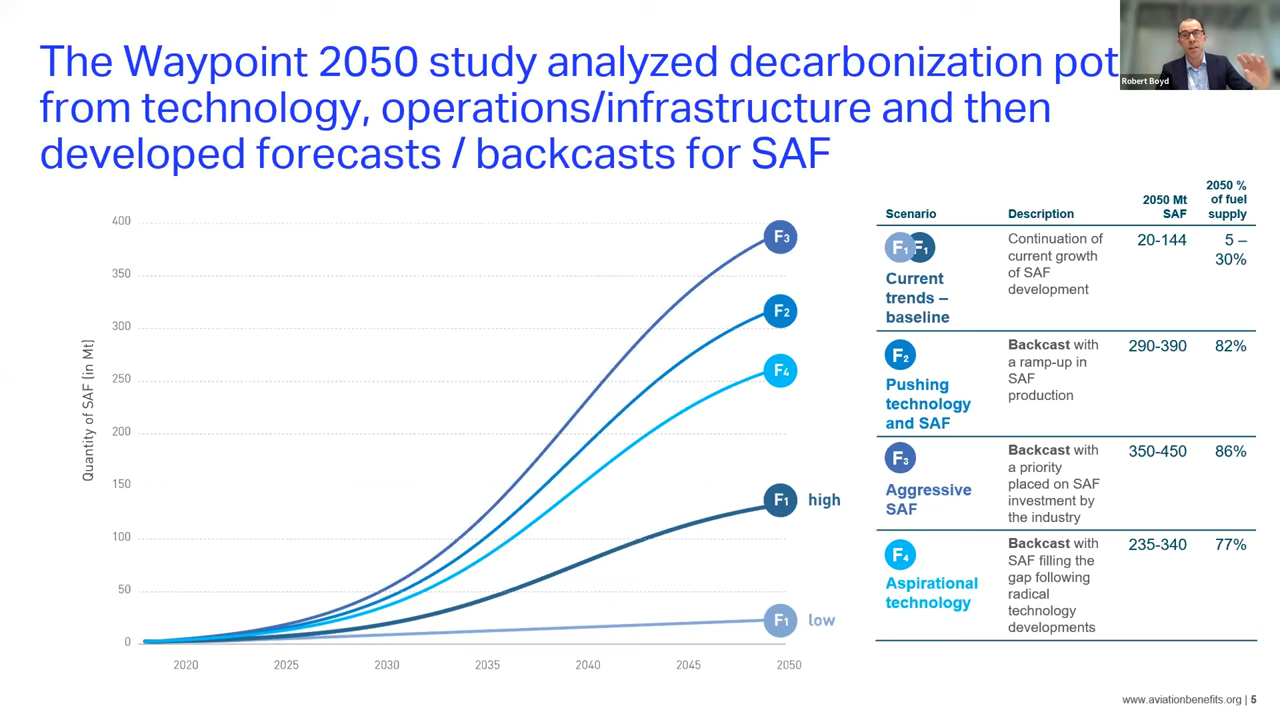 The Waypoint 2050 study analyzed decarbonization pot
from technology, operations/infrastructure and then
developed forecasts / backcasts for SAF
Robert Boyd
Quantity of SAF (in Mt)
400
350
300
250
200
150
100
50
0
2020
2025
2030
2035
2040
2045
2050
F3
F2
F4
F1 high
F1 low
Scenario
Description
2050 Mt
SAF
2050 %
of fuel
supply
F1 F1
Current
trends –
baseline
Continuation of
current growth
of SAF
development
20-144
5 –
30%
F2
Pushing
technology
and SAF
Backcast with
a ramp-up in
SAF
production
290-390
82%
F3
Aggressive
SAF
Backcast with
a priority
placed on SAF
investment by
the industry
350-450
86%
F4
Aspirational
technology
Backcast with
SAF filling the
gap following
radical
technology
developments
235-340
77%
www.aviationbenefits.org | 5